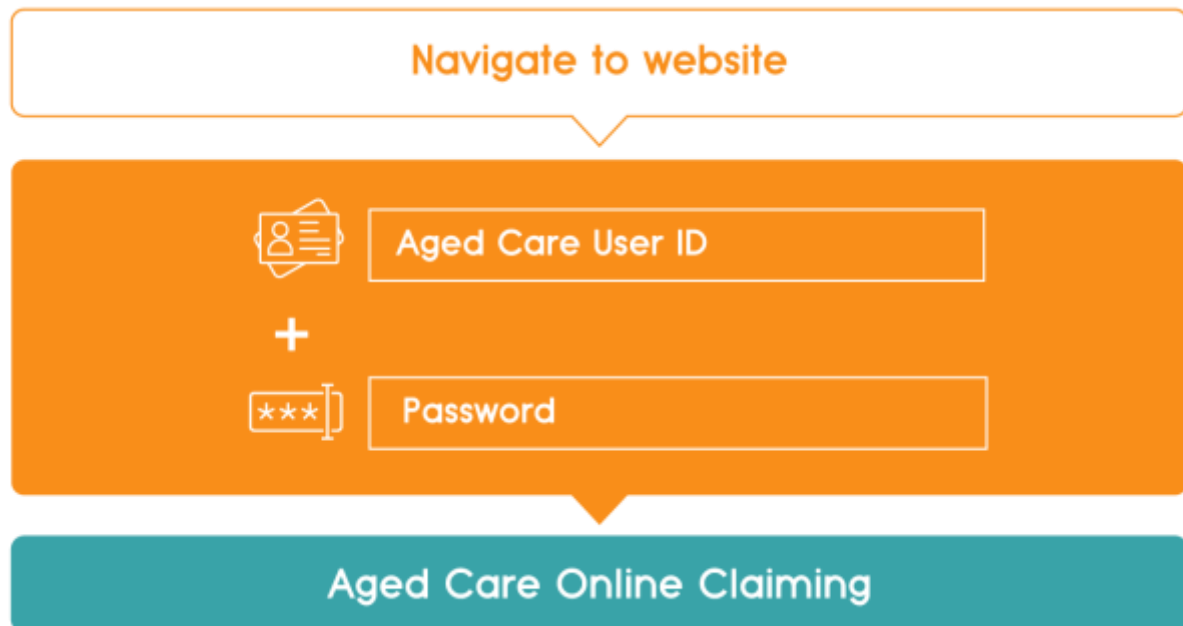 Navigate to website
Aged Care User ID
+
***
Password
Aged Care Online Claiming